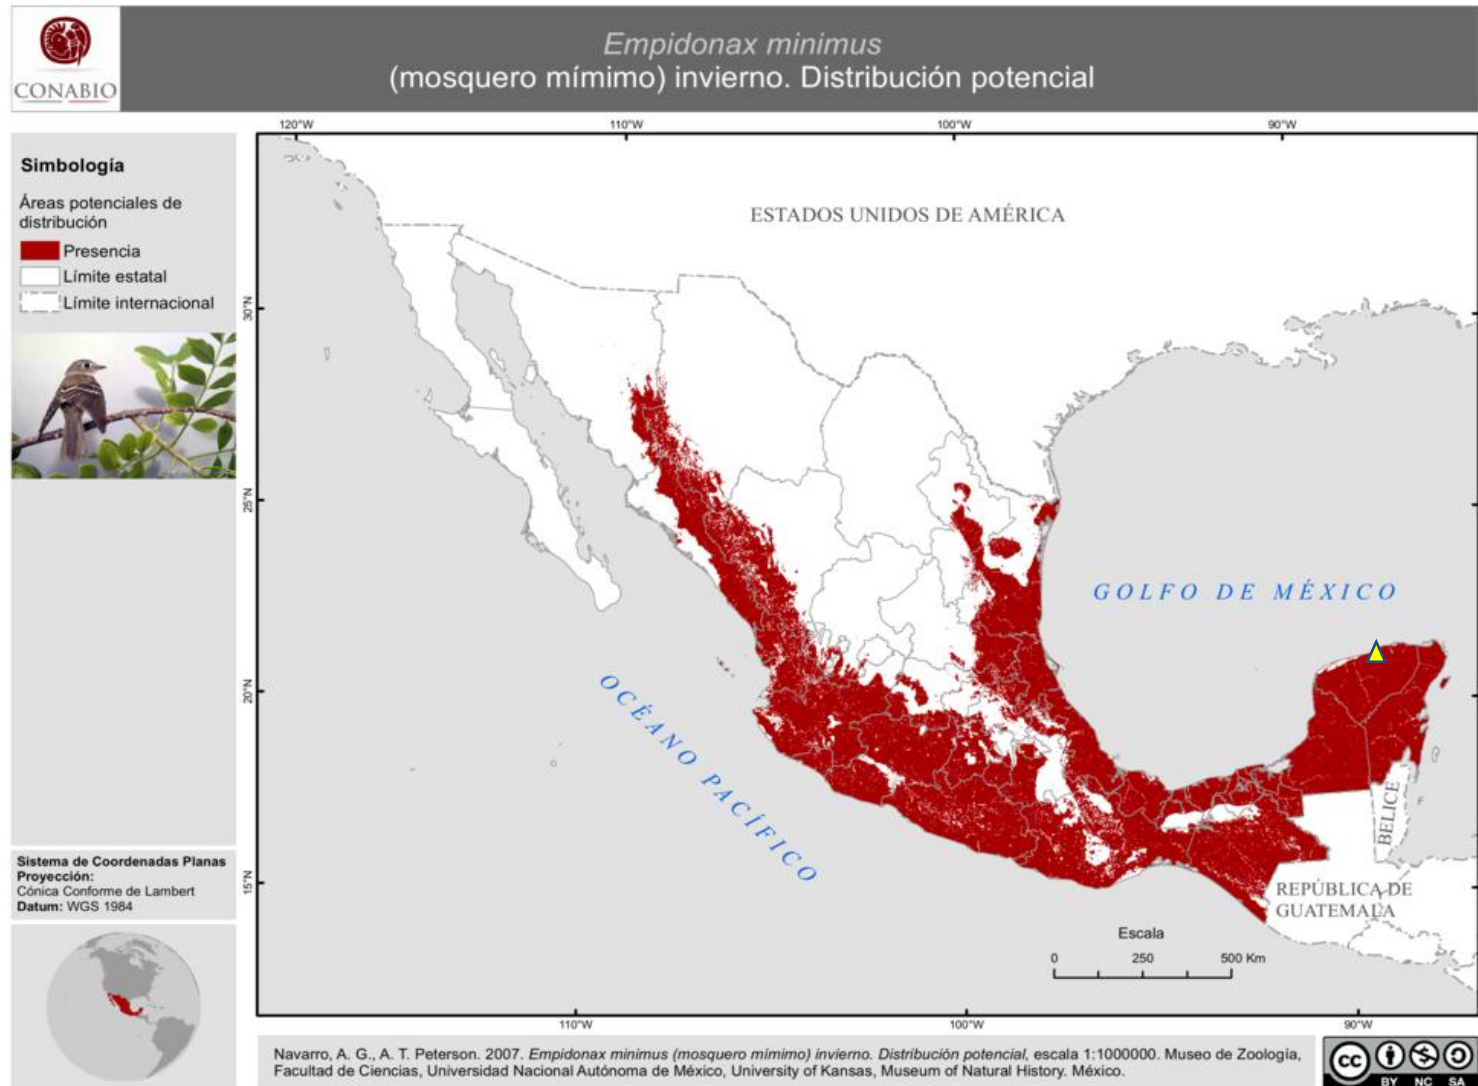 CONABIO
Empidonax minimus
(mosquero mímimo) invierno. Distribución potencial
Simbología
Áreas potenciales de
distribución
Presencia
Límite estatal
Límite internacional
120°W
110°W
100°W
90°W
30°N
25°N
20°N
15°N
ESTADOS UNIDOS DE AMÉRICA
GOLFO DE MÉXICO
OCÉANO PACÍFICO
BELICE
REPÚBLICA DE
GUATEMALA
Escala
0 250 500 Km
110°W
100°W
90°W
Sistema de Coordenadas Planas
Proyección:
Cónica Conforme de Lambert
Datum: WGS 1984
Navarro, A. G., A. T. Peterson. 2007. Empidonax minimus (mosquero mímimo) invierno. Distribución potencial, escala 1:1000000. Museo de Zoología,
Facultad de Ciencias, Universidad Nacional Autónoma de México, University of Kansas, Museum of Natural History. México.
cc
BY NC SA